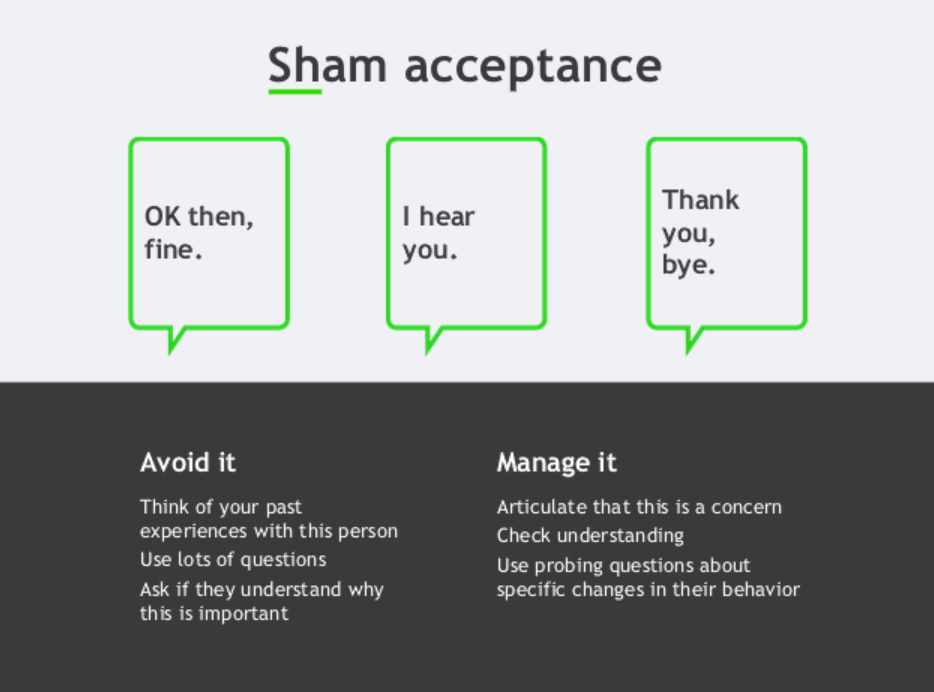 Sham acceptance
OK then,
fine.
I hear
you.
Thank
you,
bye.
Avoid it
Think of your past
experiences with this person
Use lots of questions
Ask if they understand why
this is important
Manage it
Articulate that this is a concern
Check understanding
Use probing questions about
specific changes in their behavior